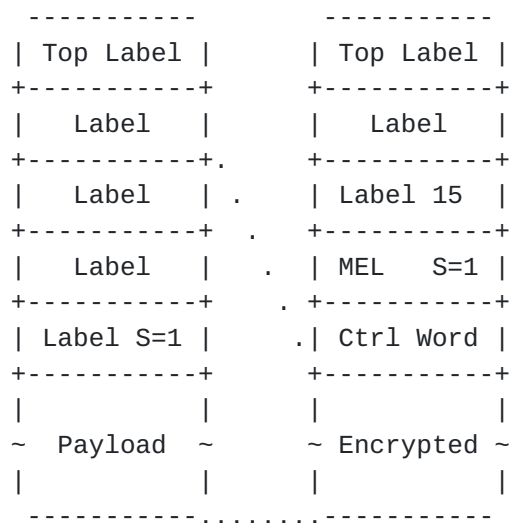 -----------        -----------
| Top Label |      | Top Label |
+-----------+      +-----------+
|   Label   |      |   Label   |
+-----------+.     +-----------+
|   Label   | .    | Label 15  |
+-----------+  .   +-----------+
|   Label   |   .  | MEL   S=1 |
+-----------+    . +-----------+
| Label S=1 |     .| Ctrl Word |
+-----------+      +-----------+
|           |      |           |
~  Payload  ~      ~ Encrypted ~
|           |      |           |
 -----------........-----------